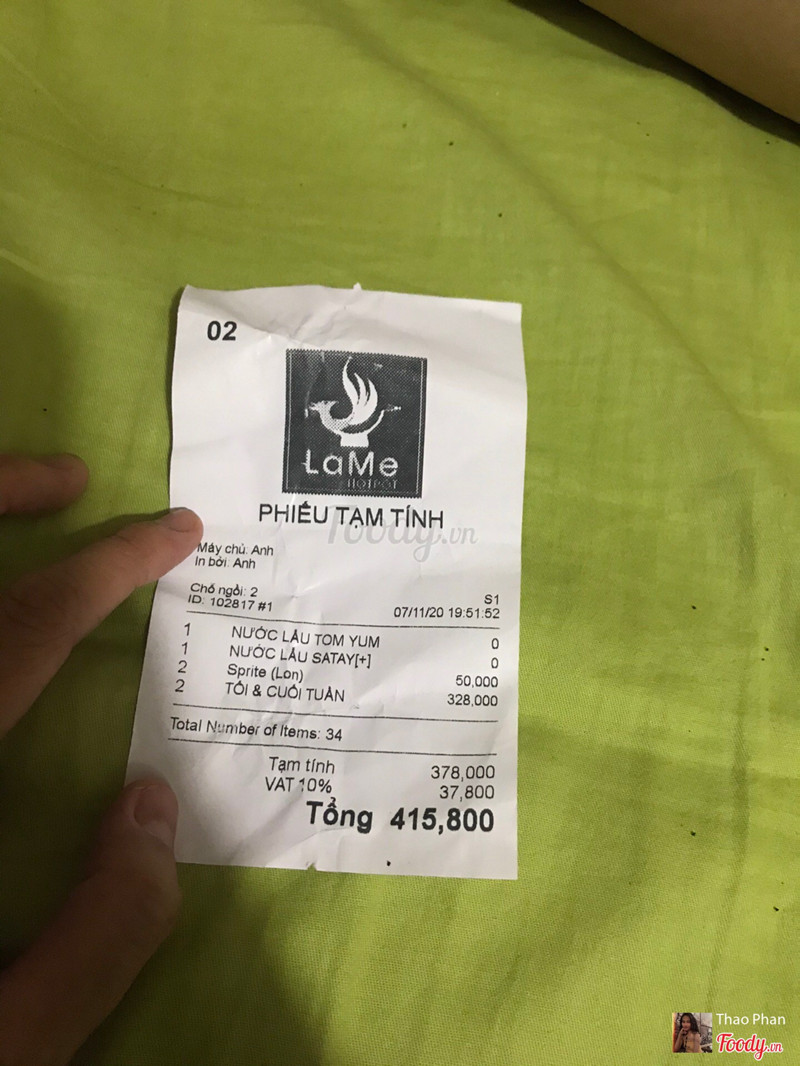 02
LaMe
HOTPOT
PHIẾU TẠM TÍNH
Foody.vn
Máy chủ: Anh
In bởi: Anh
Chỗ ngồi: 2 S1
ID: 102817 #1 07/11/20 19:51:52
1 NƯỚC LẨU TOM YUM 0
1 NƯỚC LẨU SATAY[+] 0
2 Sprite (Lon) 50,000
2 TỐI & CUỐI TUẦN 328,000
Total Number of Items: 34
Tạm tính 378,000
VAT 10% 37,800
Tổng 415,800
Thao Phan
Foody.vn